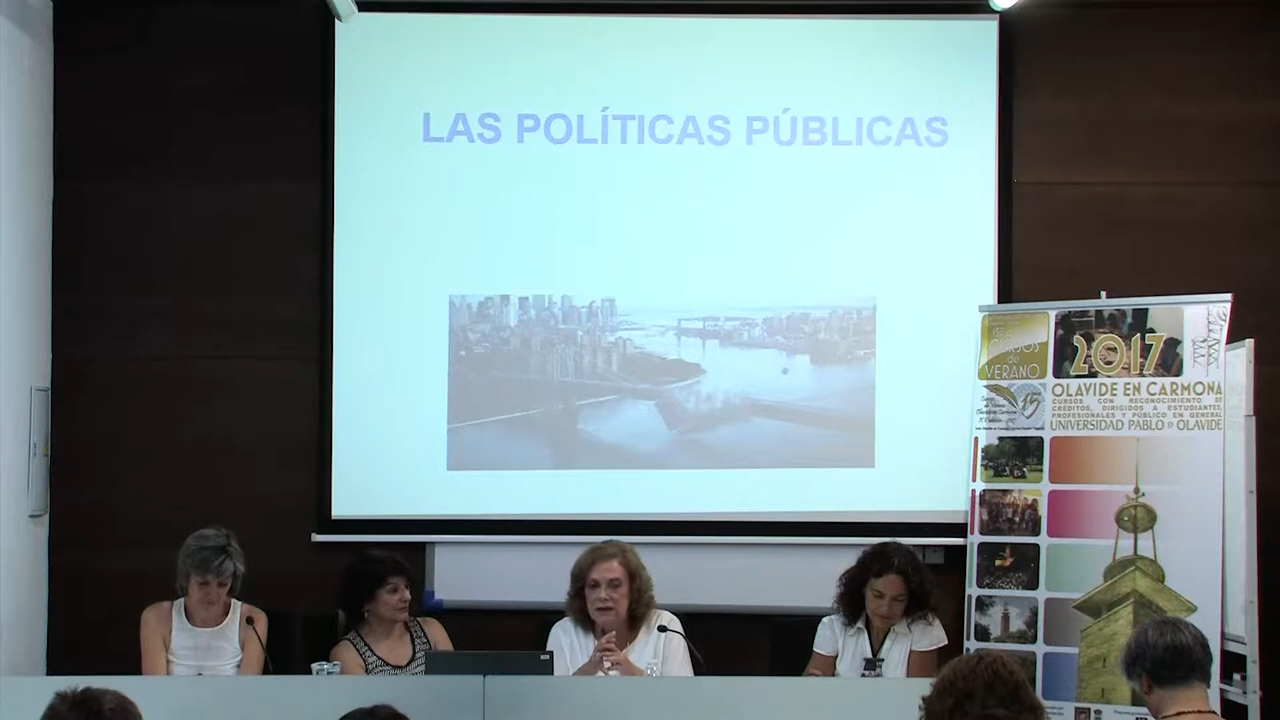 LAS POLÍTICAS PÚBLICAS
CURSOS
de
VERANO
2017
15
OLAVIDE EN CARMONA
CURSOS CON RECONOCIMIENTO DE
CRÉDITOS, DIRIGIDOS A ESTUDIANTES,
PROFESIONALES Y PÚBLICO EN GENERAL
UNIVERSIDAD PABLO DE OLAVIDE